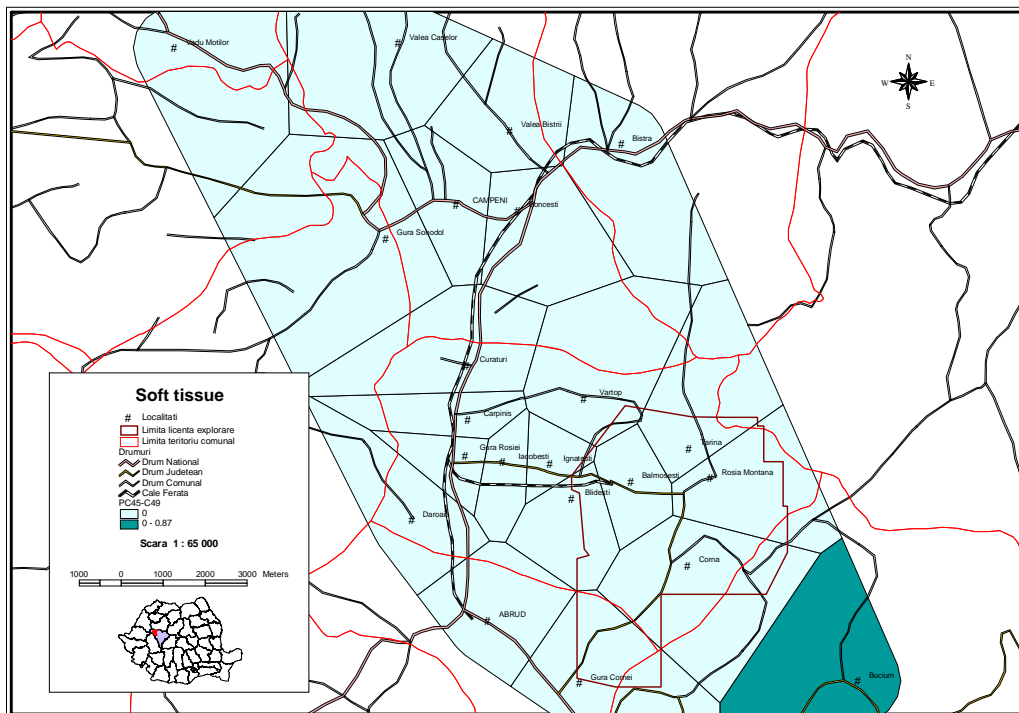 Vadu Motilor
Valea Caselor
N
W E
S
Valea Bistrii
Bistra
CAMPENI
Gura Sohodol
Curaturi
Vartop
Carpinis
Tarina
Gura Rosiei
Iacobesti
Ignatesti
Rosia Montana
Balmosesti
Blidesti
Daroaia
Corna
ABRUD
Gura Cornei
Bucium
Soft tissue
# Localitati
Limita licenta explorare
Limita teritoriu comunal
Drumuri
Drum National
Drum Judetean
Drum Comunal
Cale Ferata
PC45-C49
0
0 - 0.87
Scara 1 : 65 000
1000 0 1000 2000 3000 Meters